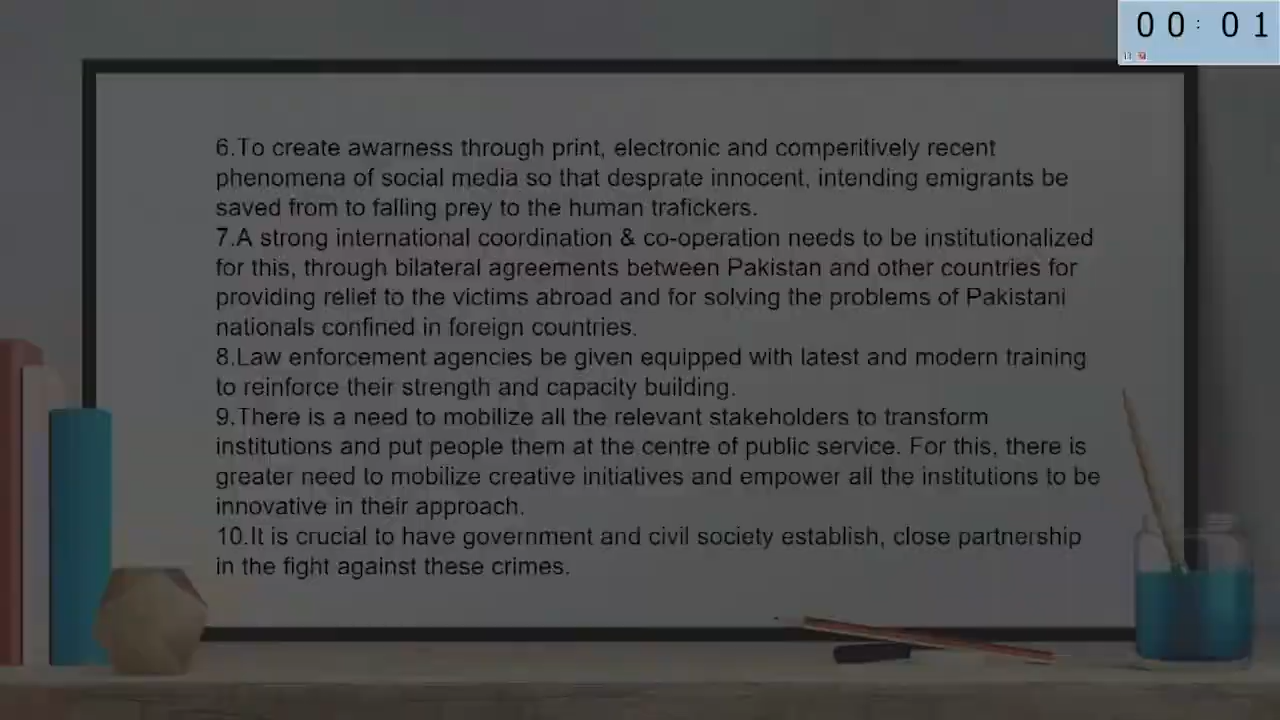 00:01
6.To create awarness through print, electronic and comperitively recent
phenomena of social media so that desprate innocent, intending emigrants be
saved from to falling prey to the human trafickers.
7.A strong international coordination & co-operation needs to be institutionalized
for this, through bilateral agreements between Pakistan and other countries for
providing relief to the victims abroad and for solving the problems of Pakistani
nationals confined in foreign countries.
8.Law enforcement agencies be given equipped with latest and modern training
to reinforce their strength and capacity building.
9.There is a need to mobilize all the relevant stakeholders to transform
institutions and put people them at the centre of public service. For this, there is
greater need to mobilize creative initiatives and empower all the institutions to be
innovative in their approach.
10.It is crucial to have government and civil society establish, close partnership
in the fight against these crimes.